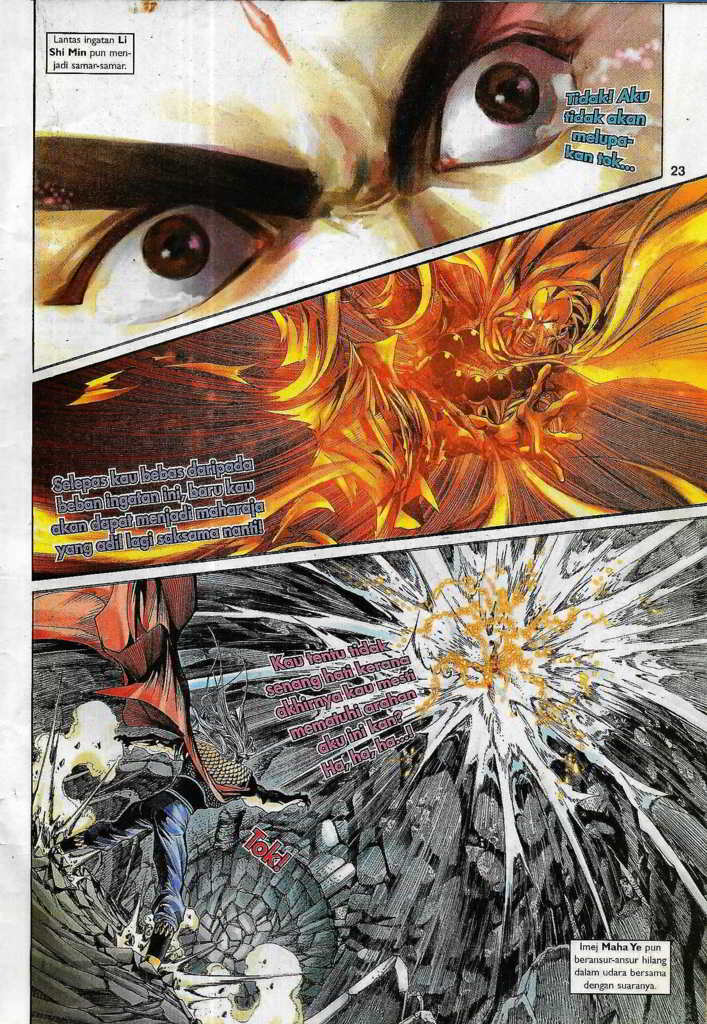 Lantas ingatan Li
Shi Min pun men-
jadi samar-samar.
Tidak! Aku
tidak akan
melupa-
kan tok...
23
Selepas kau bebas daripada
beban ingatan ini, baru kau
akan dapat menjadi maharaja
yang adil lagi saksama nanti!
Kau tentu tidak
senang hati kerana
akhirnya kau mesti
mematuhi arahan
aku ini kan?
Ha, ha, ha...!
Tok!
Imej Maha Ye pun
beransur-ansur hilang
dalam udara bersama
dengan suaranya.